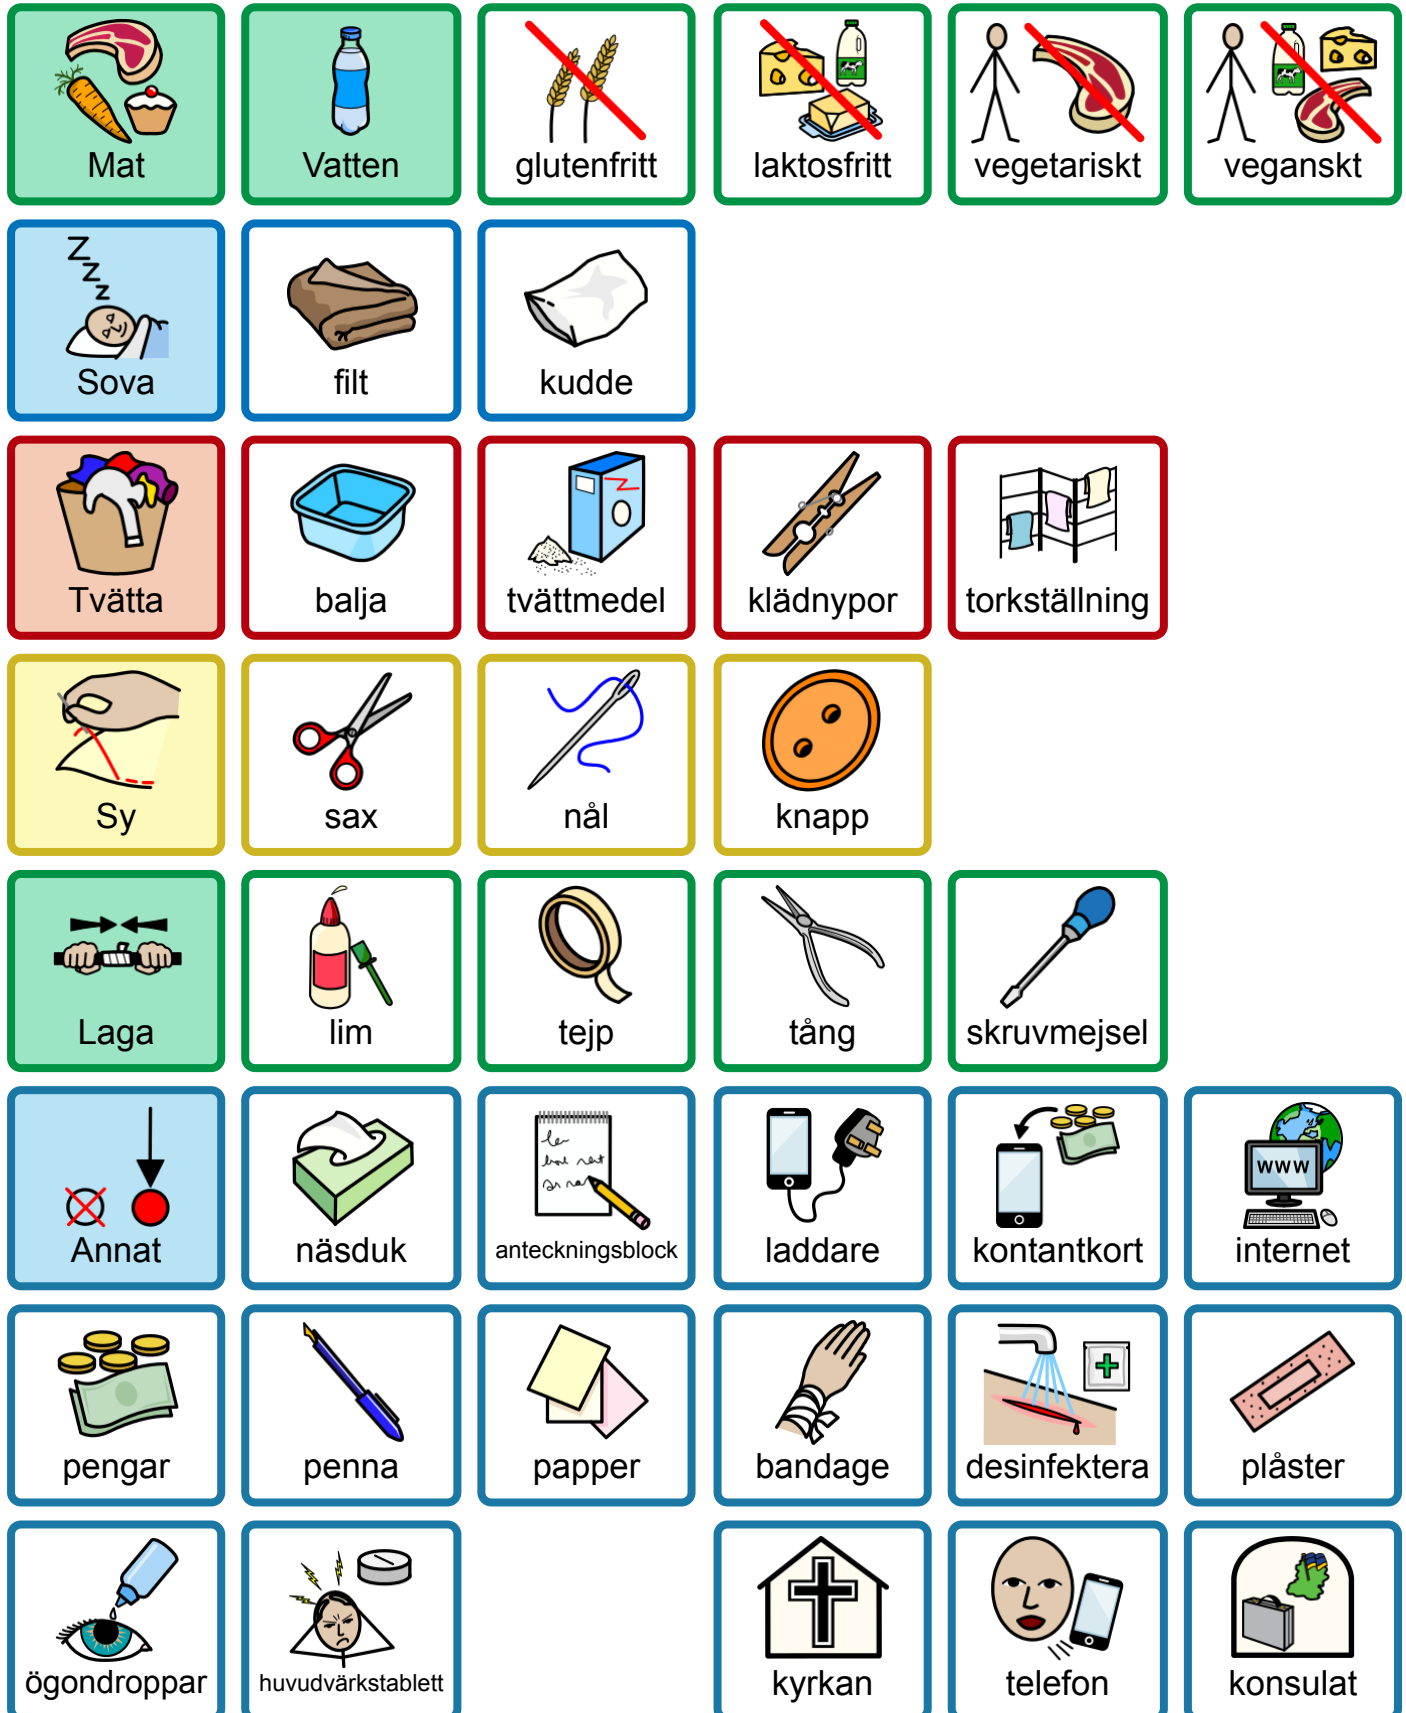 Mat
Vatten
glutenfritt
laktosfritt
vegetariskt
veganskt
Z
Z
Z
Sova
filt
kudde
Tvätta
balja
tvättmedel
klädnypor
torkställning
Sy
sax
nål
knapp
Laga
lim
tejp
tång
skruvmejsel
Annat
näsduk
anteckningsblock
laddare
kontantkort
www
internet
pengar
penna
papper
bandage
desinfektera
plåster
ögondroppar
huvudvärkstablett
kyrkan
telefon
konsulat